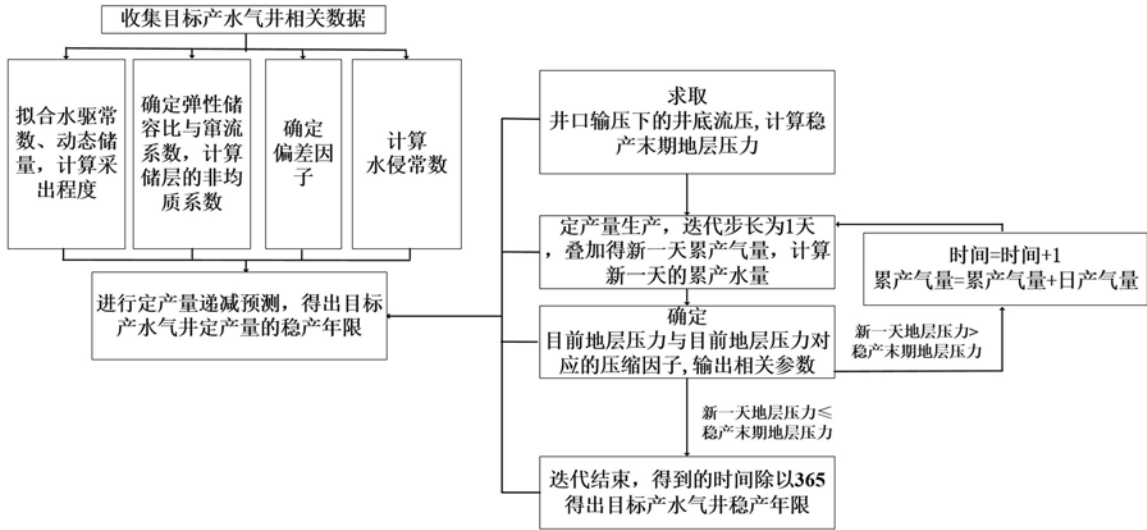 收集目标产水气井相关数据
拟合水驱常
数、动态储
量，计算采
出程度
确定弹性储
容比与窜流
系数，计算
储层的非均
质系数
确定
偏差因
子
计算
水侵常数
进行定产量递减预测，得出目标
产水气井定产量的稳产年限
求取
井口输压下的井底流压,计算稳
产末期地层压力
定产量生产，迭代步长为1天
，叠加得新一天累产气量，计算
新一天的累产水量
时间=时间+1
累产气量=累产气量+日产气量
确定
目前地层压力与目前地层压力对
应的压缩因子,输出相关参数
新一天地层压力>
稳产末期地层压力
新一天地层压力≤
稳产末期地层压力
迭代结束，得到的时间除以365
得出目标产水气井稳产年限